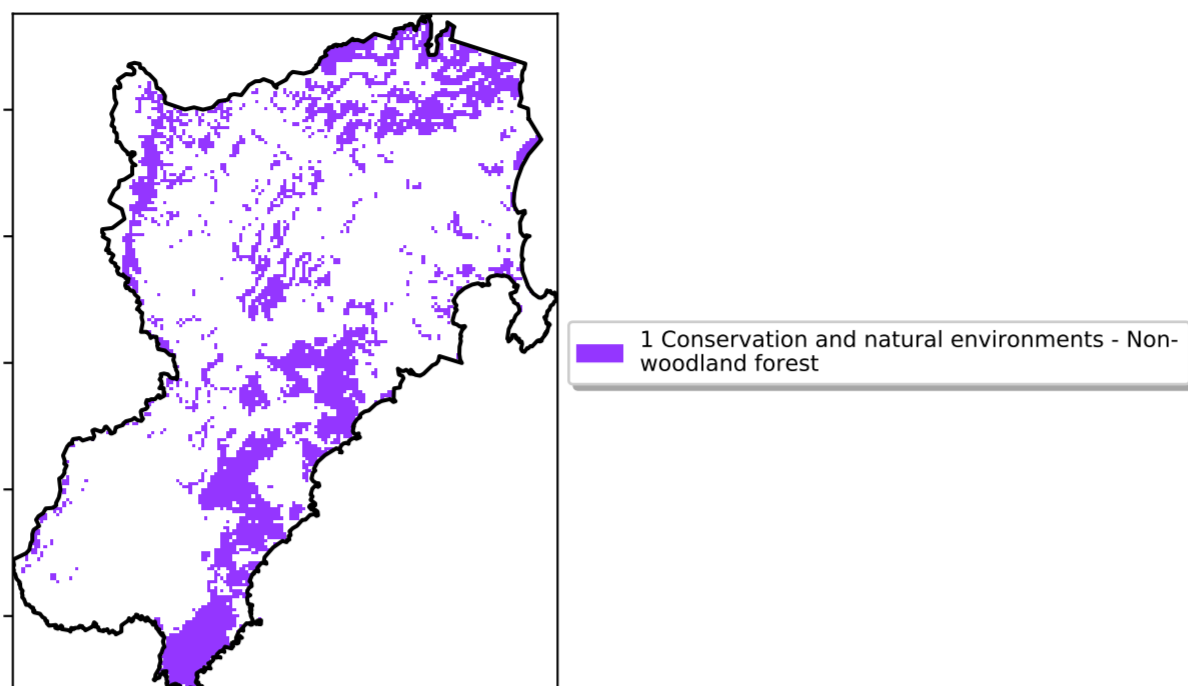 1 Conservation and natural environments - Non-
woodland forest